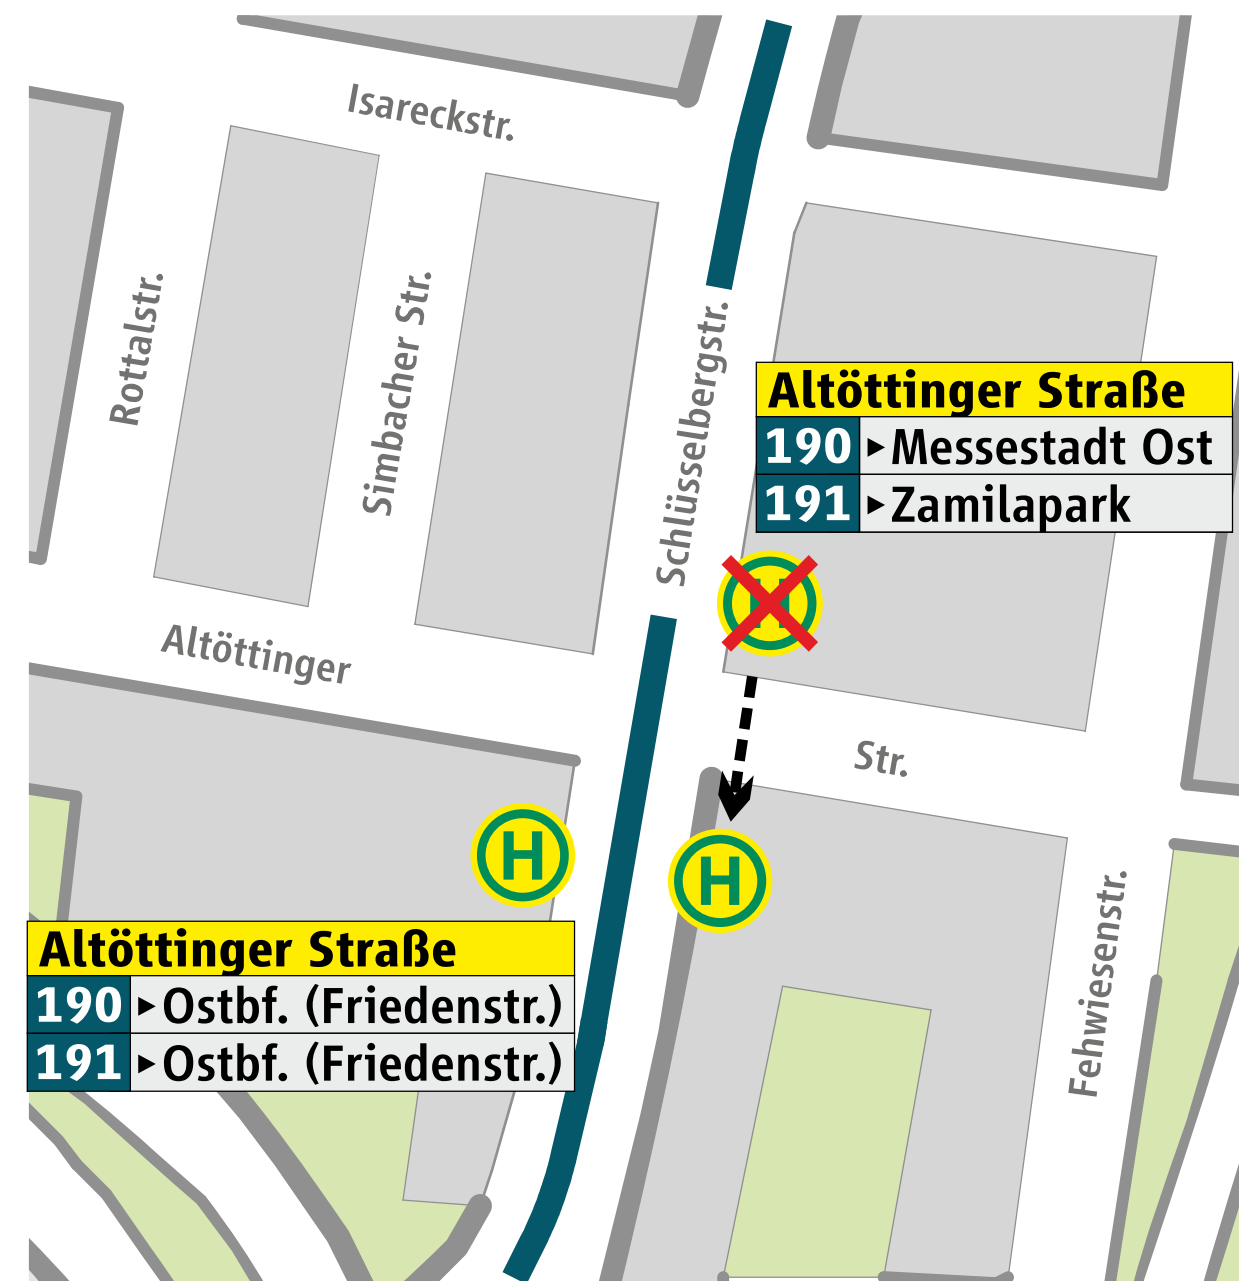 Isareckstr.
Rottalstr.
Simbacher Str.
Schlüsselbergstr.
Altöttinger Straße
190 ▸ Messestadt Ost
191 ▸ Zamilapark
H
Altöttinger
Str.
H
H
Altöttinger Straße
190 ▸ Ostbf. (Friedenstr.)
191 ▸ Ostbf. (Friedenstr.)
Fehwiesenstr.